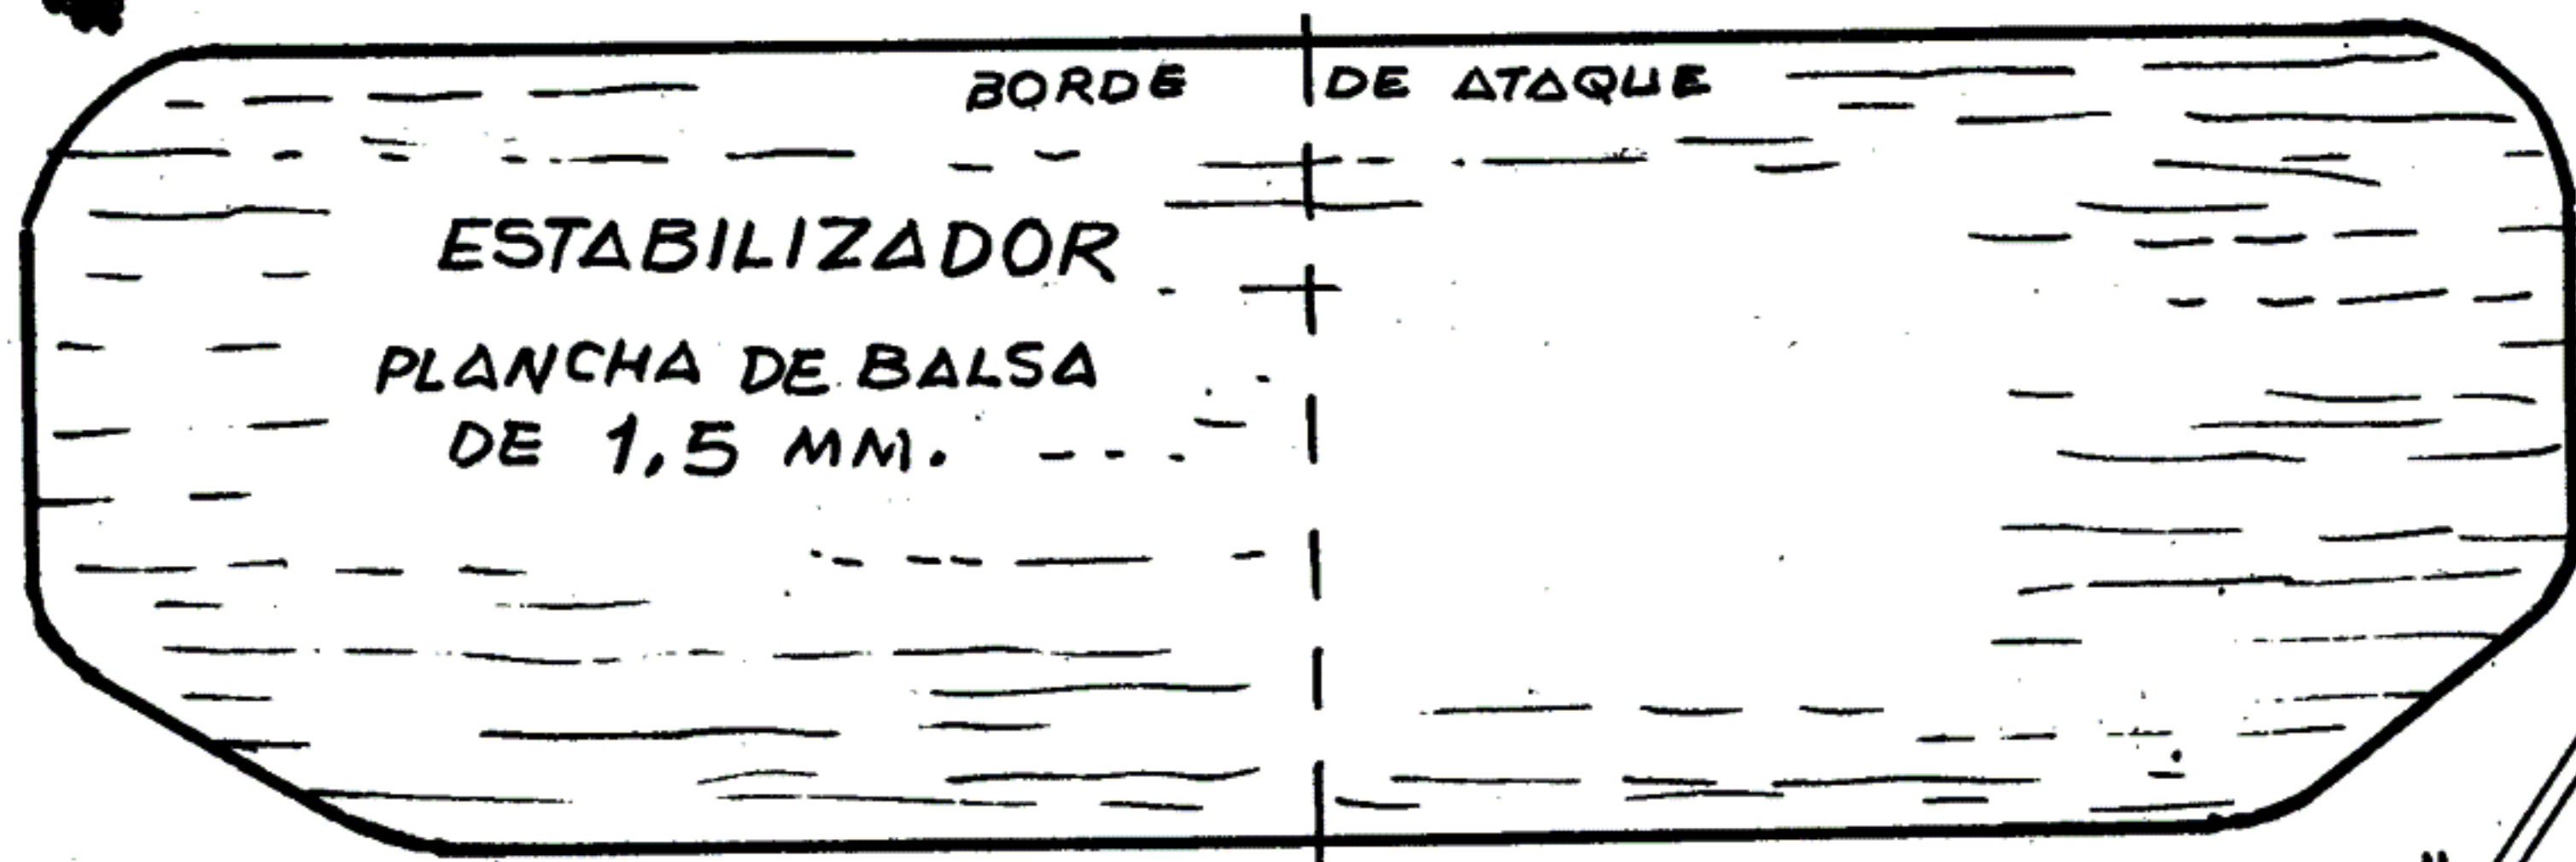 BORDE DE ATAQUE
ESTABILIZADOR
PLANCHA DE BALSA
DE 1,5 MM.